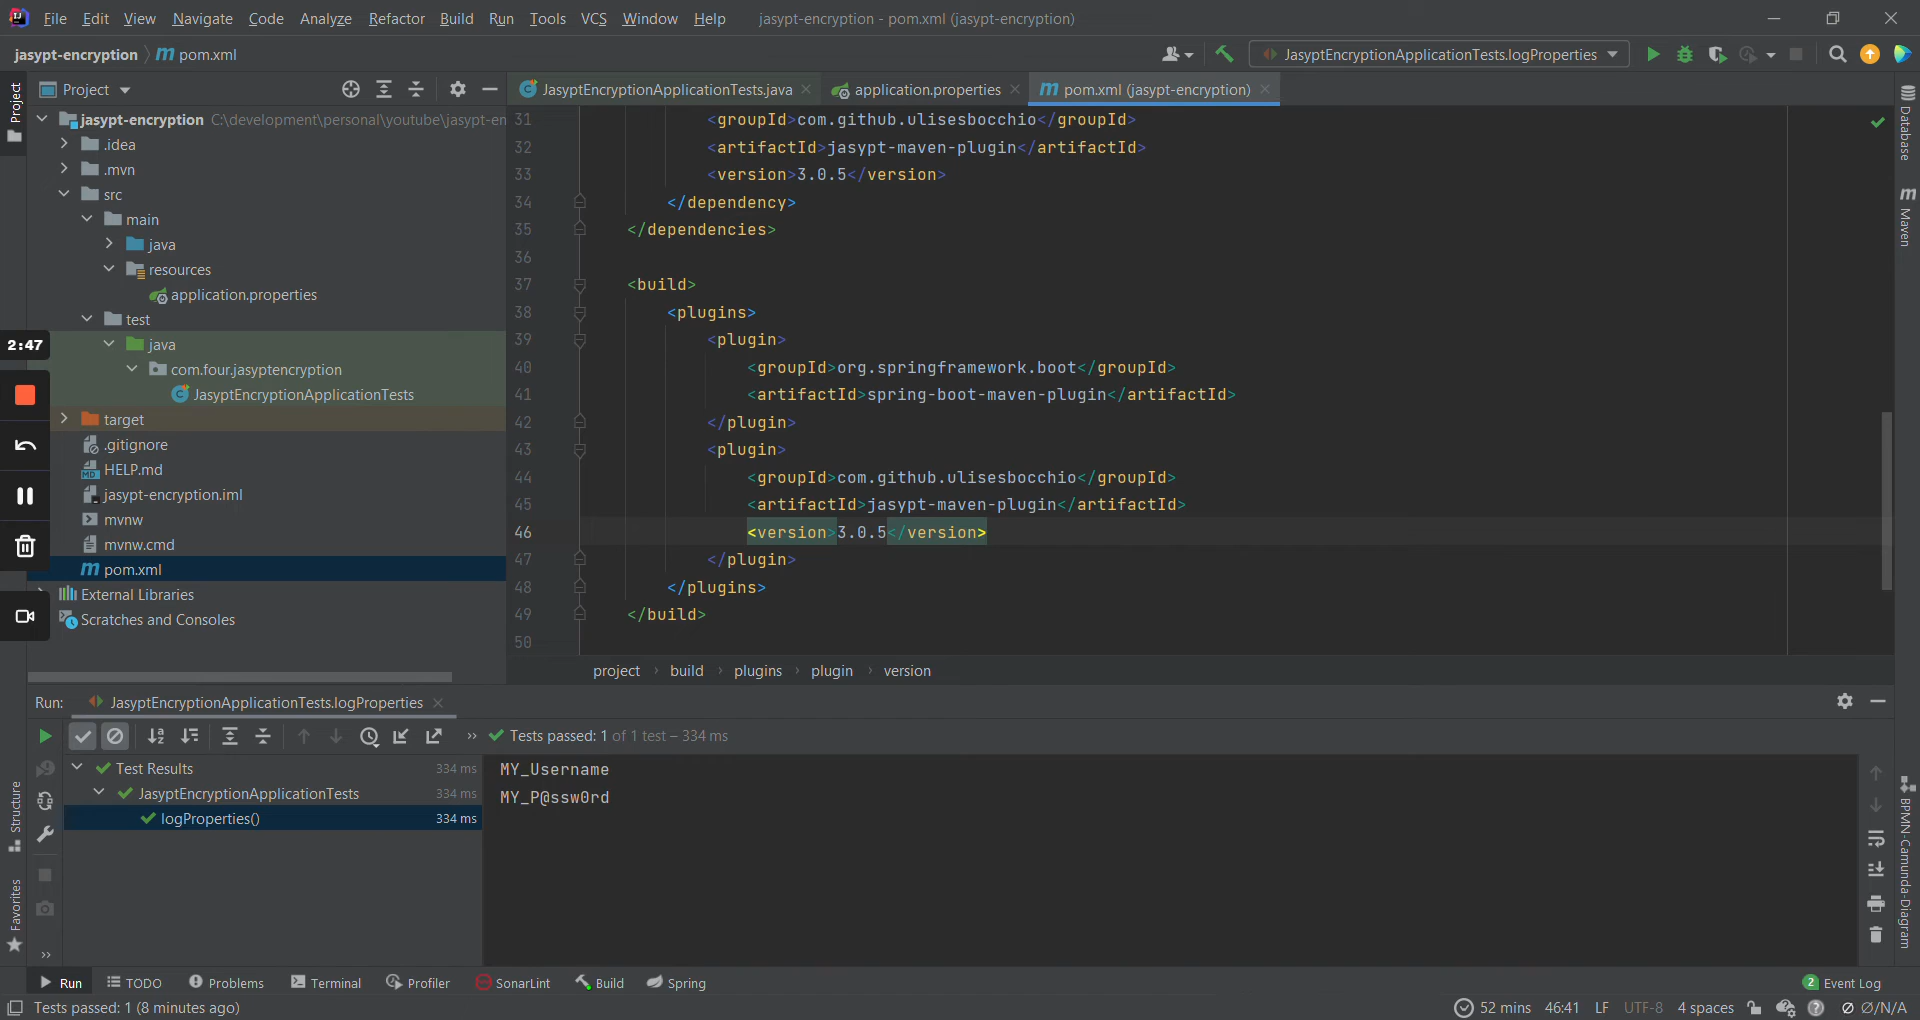 File Edit View Navigate Code Analyze Refactor Build Run Tools VCS Window Help jasypt-encryption - pom.xml (jasypt-encryption)
jasypt-encryption pom.xml JasyptEncryptionApplicationTests.logProperties
Project JasyptEncryptionApplicationTests.java application.properties pom.xml (jasypt-encryption)
Project
jasypt-encryption C:\development\personal\youtube\jasypt-en
.idea
.mvn
src
main
java
resources
application.properties
test
java
com.four.jasyptencryption
JasyptEncryptionApplicationTests
target
.gitignore
HELP.md
jasypt-encryption.iml
mvnw
mvnw.cmd
pom.xml
External Libraries
Scratches and Consoles
2:47
31 <groupId>com.github.ulisesbocchio</groupId>
32 <artifactId>jasypt-maven-plugin</artifactId>
33 <version>3.0.5</version>
34 </dependency>
35 </dependencies>
36
37 <build>
38 <plugins>
39 <plugin>
40 <groupId>org.springframework.boot</groupId>
41 <artifactId>spring-boot-maven-plugin</artifactId>
42 </plugin>
43 <plugin>
44 <groupId>com.github.ulisesbocchio</groupId>
45 <artifactId>jasypt-maven-plugin</artifactId>
46 <version>3.0.5</version>
47 </plugin>
48 </plugins>
49 </build>
50
project › build › plugins › plugin › version
Database
Maven
BPMN-Camunda-Diagram
Run: JasyptEncryptionApplicationTests.logProperties
» Tests passed: 1 of 1 test – 334 ms
Test Results 334 ms
JasyptEncryptionApplicationTests 334 ms
logProperties() 334 ms
MY_Username
MY_P@ssw0rd
Structure
Favorites
»
Run TODO Problems Terminal Profiler SonarLint Build Spring 2 Event Log
Tests passed: 1 (8 minutes ago) 52 mins 46:41 LF UTF-8 4 spaces Ø/N/A